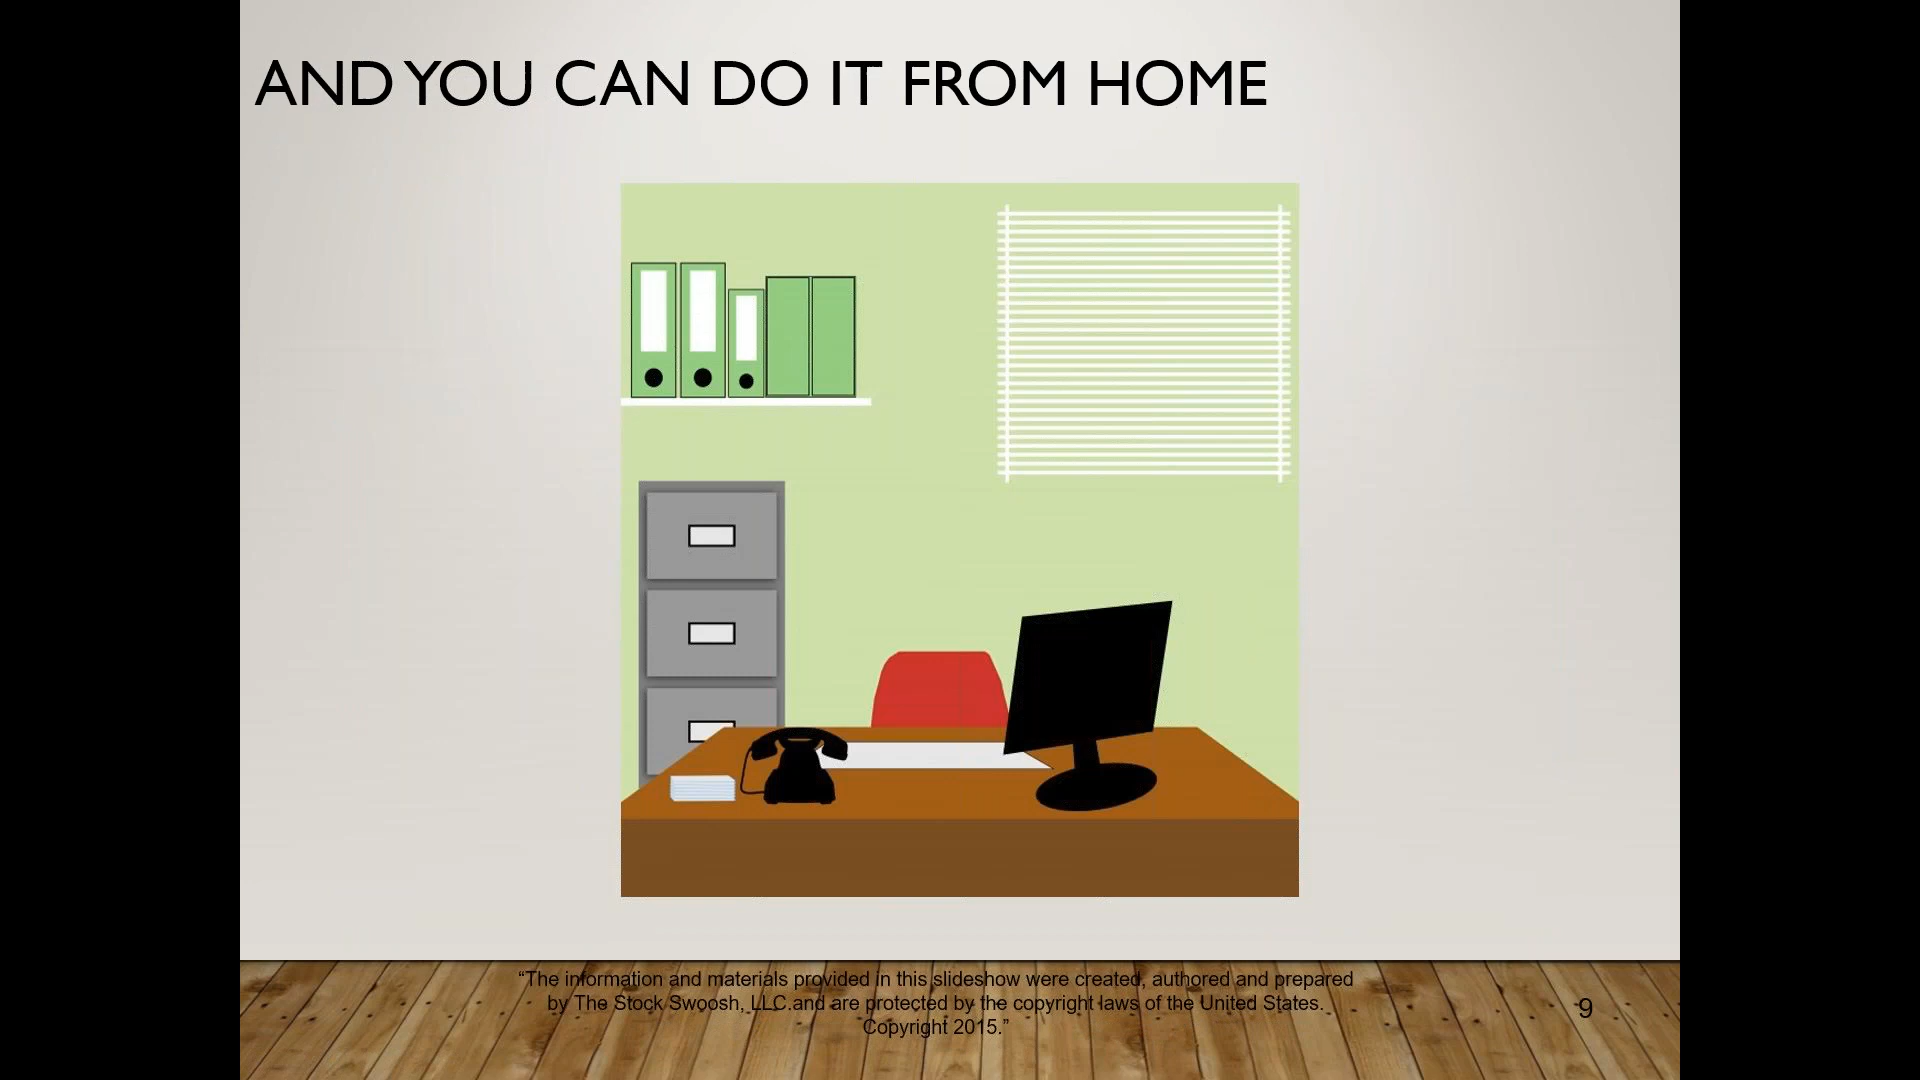 AND YOU CAN DO IT FROM HOME
“The information and materials provided in this slideshow were created, authored and prepared
by The Stock Swoosh, LLC.and are protected by the copyright laws of the United States.
Copyright 2015.”
9